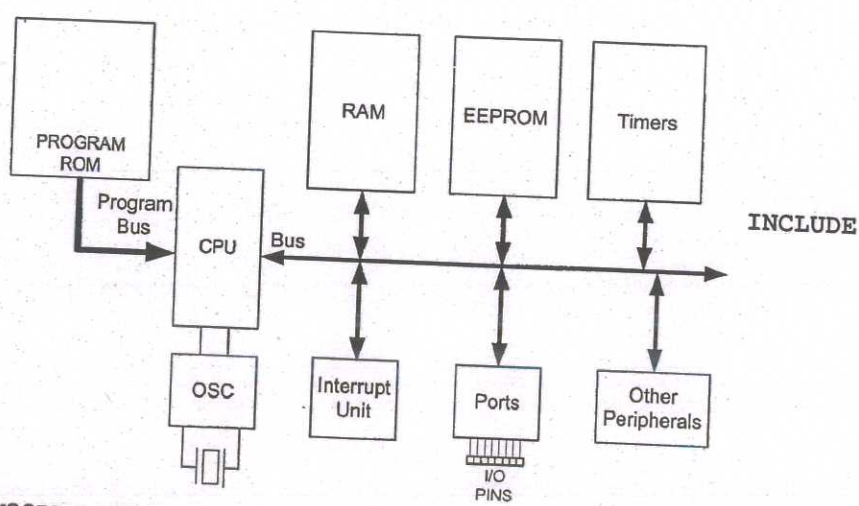 PROGRAM
ROM
RAM
EEPROM
Timers
Program
Bus
CPU
Bus
INCLUDE
OSC
Interrupt
Unit
Ports
Other
Peripherals
I/O
PINS